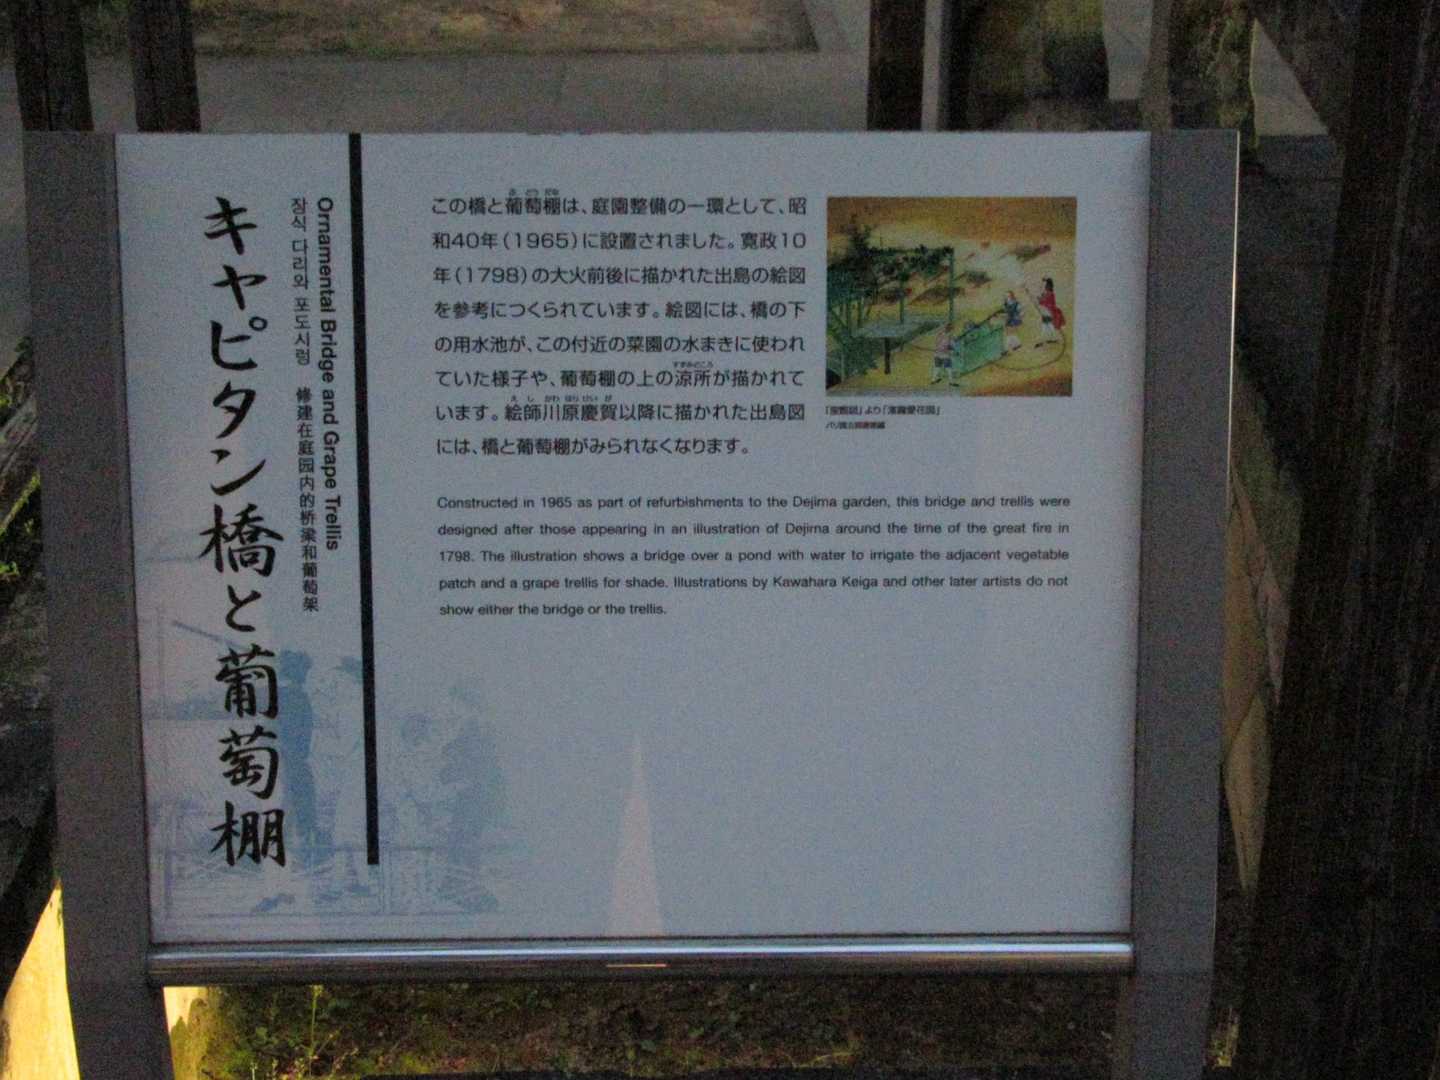 キャピタン橋と葡萄棚
Ornamental Bridge and Grape Trellis
장식 다리와 포도시렁 修建在庭园内的桥梁和葡萄架
この橋と葡萄棚は、庭園整備の一環として、昭
和40年(1965)に設置されました。寛政10
年(1798)の大火前後に描かれた出島の絵図
を参考につくられています。絵図には、橋の下
の用水池が、この付近の菜園の水まきに使われ
ていた様子や、葡萄棚の上の涼所が描かれて
います。絵師川原慶賀以降に描かれた出島図
には、橋と葡萄棚がみられなくなります。
Constructed in 1965 as part of refurbishments to the Dejima garden, this bridge and trellis were
designed after those appearing in an illustration of Dejima around the time of the great fire in
1798. The illustration shows a bridge over a pond with water to irrigate the adjacent vegetable
patch and a grape trellis for shade. Illustrations by Kawahara Keiga and other later artists do not
show either the bridge or the trellis.